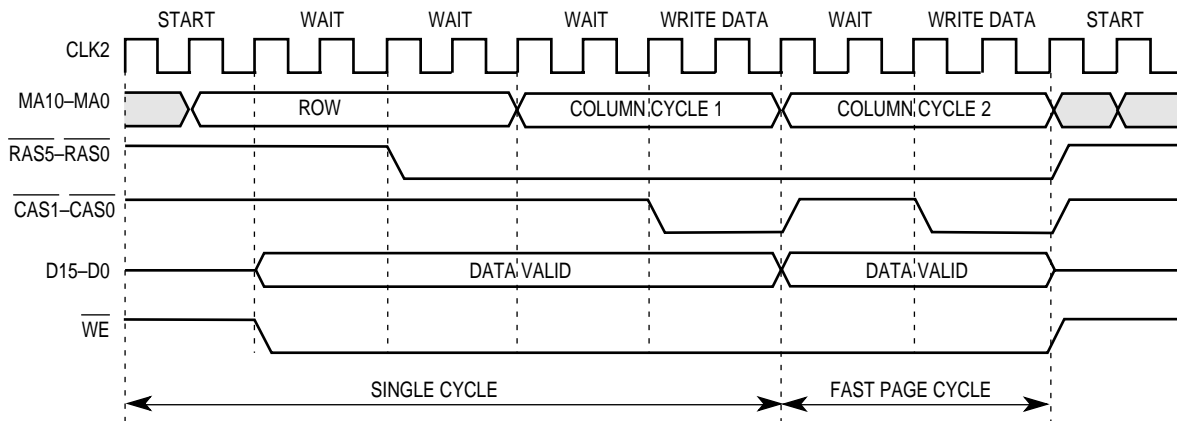 START WAIT WAIT WAIT WRITE DATA WAIT WRITE DATA START
CLK2
MA10–MA0 ROW COLUMN CYCLE 1 COLUMN CYCLE 2
RAS5–RAS0
CAS1–CAS0
D15–D0 DATA VALID DATA VALID
WE
SINGLE CYCLE FAST PAGE CYCLE